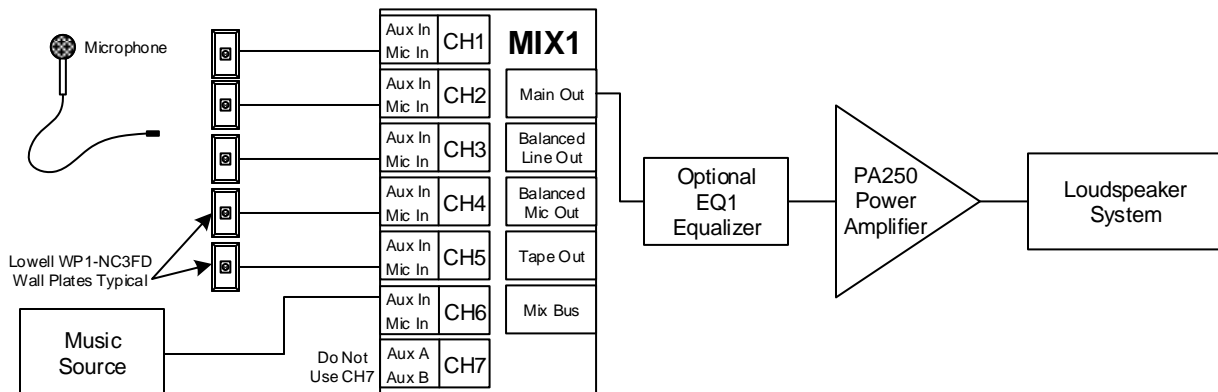 Microphone
Lowell WP1-NC3FD
Wall Plates Typical
Music
Source
Do Not
Use CH7
MIX1
Aux In
Mic In
CH1
Aux In
Mic In
CH2
Aux In
Mic In
CH3
Aux In
Mic In
CH4
Aux In
Mic In
CH5
Aux In
Mic In
CH6
Aux A
Aux B
CH7
Main Out
Balanced
Line Out
Balanced
Mic Out
Tape Out
Mix Bus
Optional
EQ1
Equalizer
PA250
Power
Amplifier
Loudspeaker
System